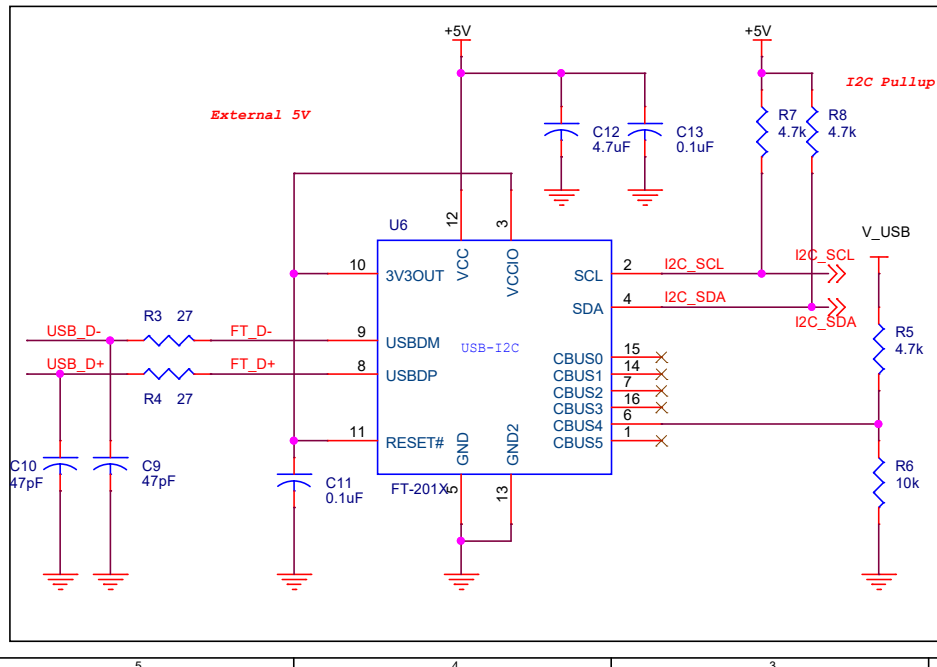 +5V
+5V
I2C Pullup
External 5V
C12
4.7uF
C13
0.1uF
R7
4.7k
R8
4.7k
U6
12
3
V_USB
VCC
VCCIO
10
3V3OUT
SCL
2
I2C_SCL
I2C_SCL
SDA
4
I2C_SDA
I2C_SDA
R3 27
USB_D-
FT_D-
9
USBDM
USB-I2C
R5
4.7k
USB_D+
FT_D+
8
USBDP
R4 27
CBUS0
15
CBUS1
14
CBUS2
7
CBUS3
16
CBUS4
6
CBUS5
1
11
RESET#
GND
GND2
C10
47pF
C9
47pF
C11
0.1uF
FT-201X
5
13
R6
10k
5
4
3